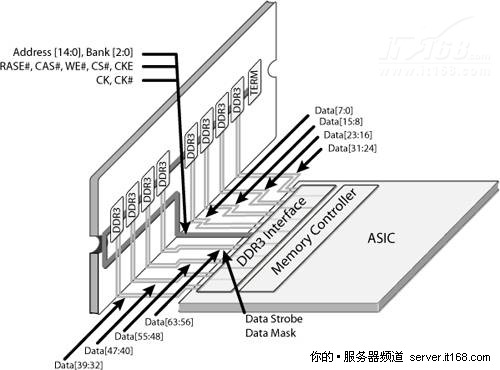 Address [14:0], Bank [2:0]
RASE#, CAS#, WE#, CS#, CKE
CK, CK#
TERM
DDR3
DDR3
DDR3
DDR3
DDR3
DDR3
DDR3
DDR3
Data[7:0]
Data[15:8]
Data[23:16]
Data[31:24]
DDR3 Interface
Memory Controller
ASIC
Data Strobe
Data Mask
Data[63:56]
Data[55:48]
Data[47:40]
Data[39:32]
it168.com
www.it168.com
你的·服务器频道 server.it168.com